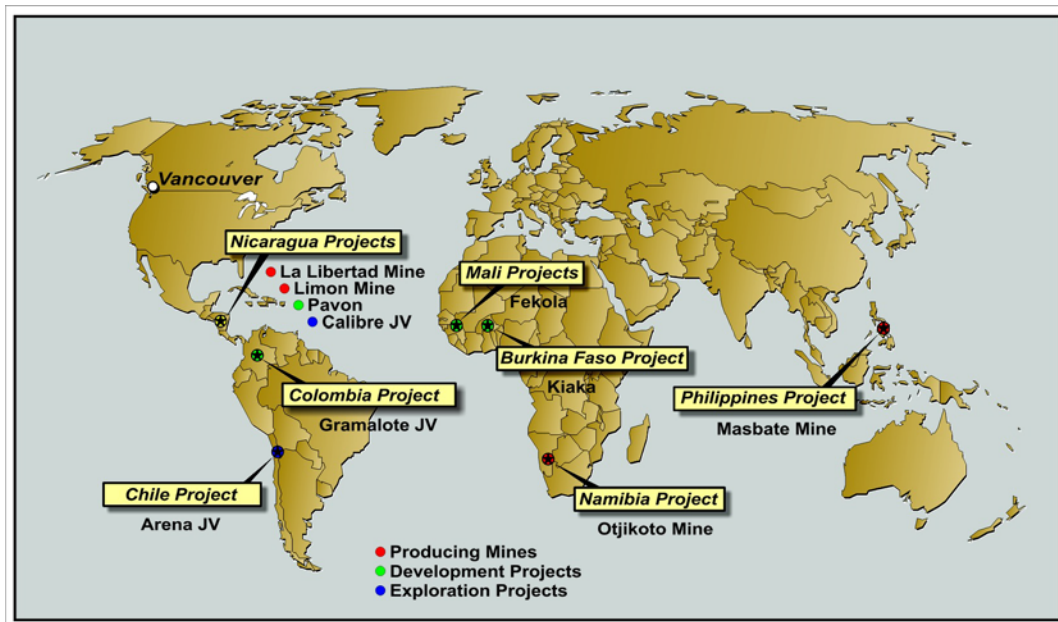 Vancouver
Nicaragua Projects
La Libertad Mine
Limon Mine
Pavon
Calibre JV
Mali Projects
Fekola
Burkina Faso Project
Kiaka
Colombia Project
Gramalote JV
Philippines Project
Masbate Mine
Chile Project
Arena JV
Namibia Project
Otjikoto Mine
Producing Mines
Development Projects
Exploration Projects